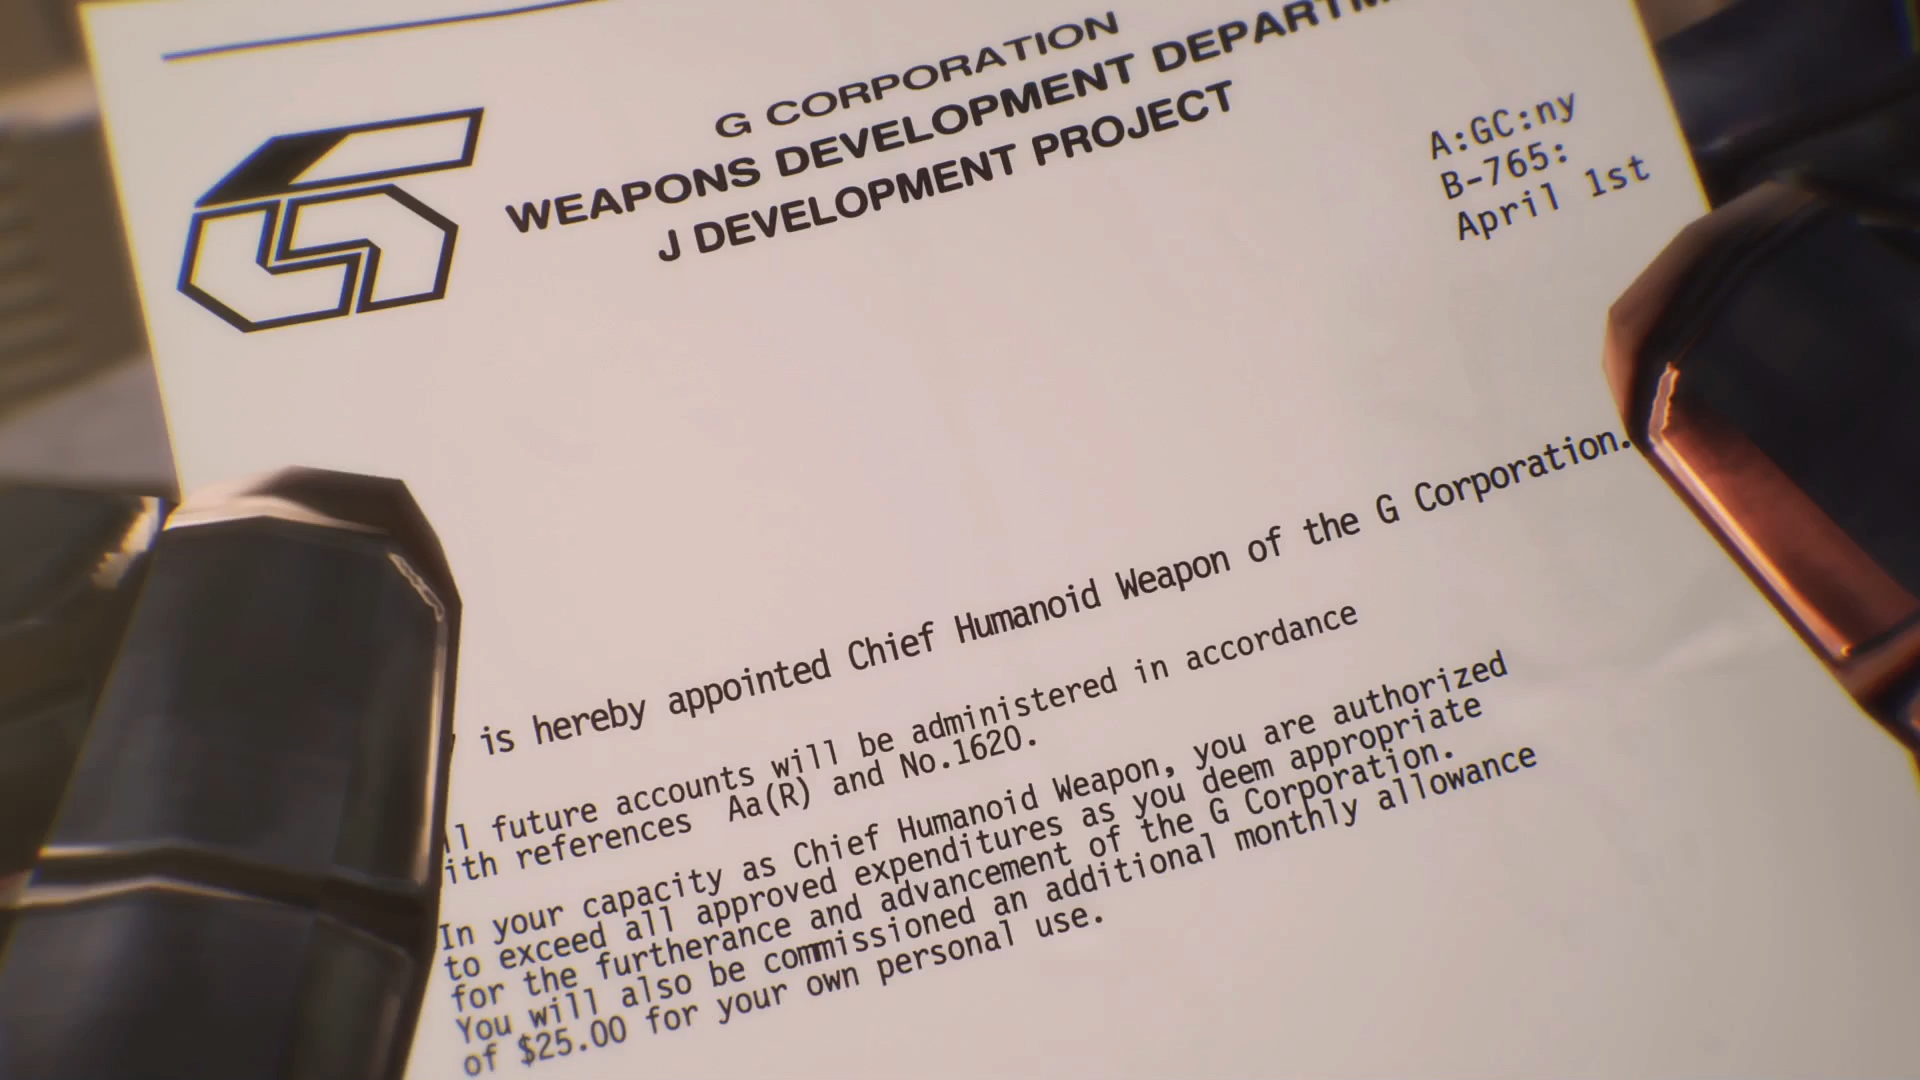 G CORPORATION
WEAPONS DEVELOPMENT
J DEVELOPMENT PROJECT
A:GC:ny
B-765:
April 1st
is hereby appointed Chief Humanoid Weapon of the G Corporation.
future accounts will be administered in accordance
references Aa(R) and No.1620.
In your capacity as Chief Humanoid Weapon, you are authorized
to exceed all approved expenditures as you deem appropriate
for the furtherance and advancement of the G Corporation.
You will also be commissioned an additional monthly allowance
of $25.00 for your own personal use.